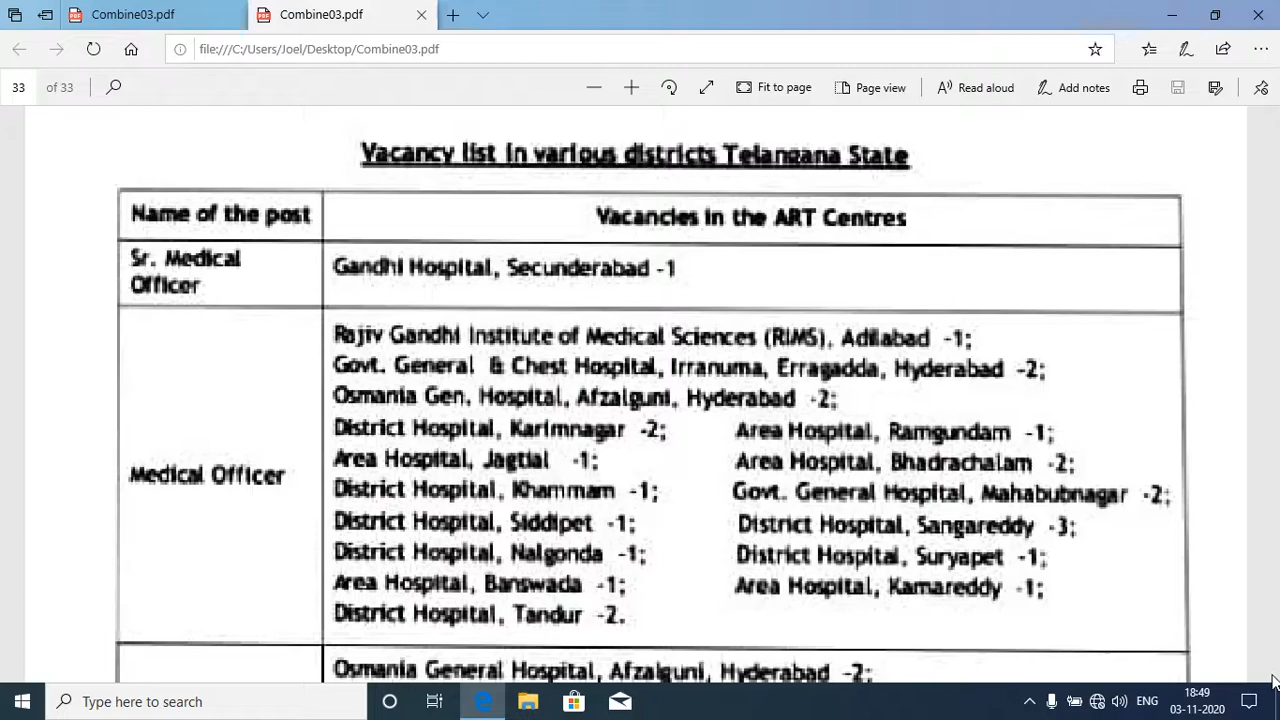 Combine03.pdf
Combine03.pdf
file:///C:/Users/Joel/Desktop/Combine03.pdf
33 of 33
Fit to page
Page view
Read aloud
Add notes
Vacancy list in various districts Telangana State
Name of the post
Vacancies in the ART Centres
Sr. Medical
Officer
Gandhi Hospital, Secunderabad -1
Medical Officer
Rajiv Gandhi Institute of Medical Sciences (RIMS), Adilabad -1;
Govt. General & Chest Hospital, Irranuma, Erragadda, Hyderabad -2;
Osmania Gen. Hospital, Afzalgunj, Hyderabad -2;
District Hospital, Karimnagar -2; Area Hospital, Ramgundam -1;
Area Hospital, Jagtial -1; Area Hospital, Bhadrachalam -2;
District Hospital, Khammam -1; Govt. General Hospital, Mahabubnagar -2;
District Hospital, Siddipet -1; District Hospital, Sangareddy -3;
District Hospital, Nalgonda -1; District Hospital, Suryapet -1;
Area Hospital, Banswada -1; Area Hospital, Kamareddy -1;
District Hospital, Tandur -2.
Osmania General Hospital, Afzalgunj, Hyderabad -2;
Type here to search
ENG
18:49
03-11-2020